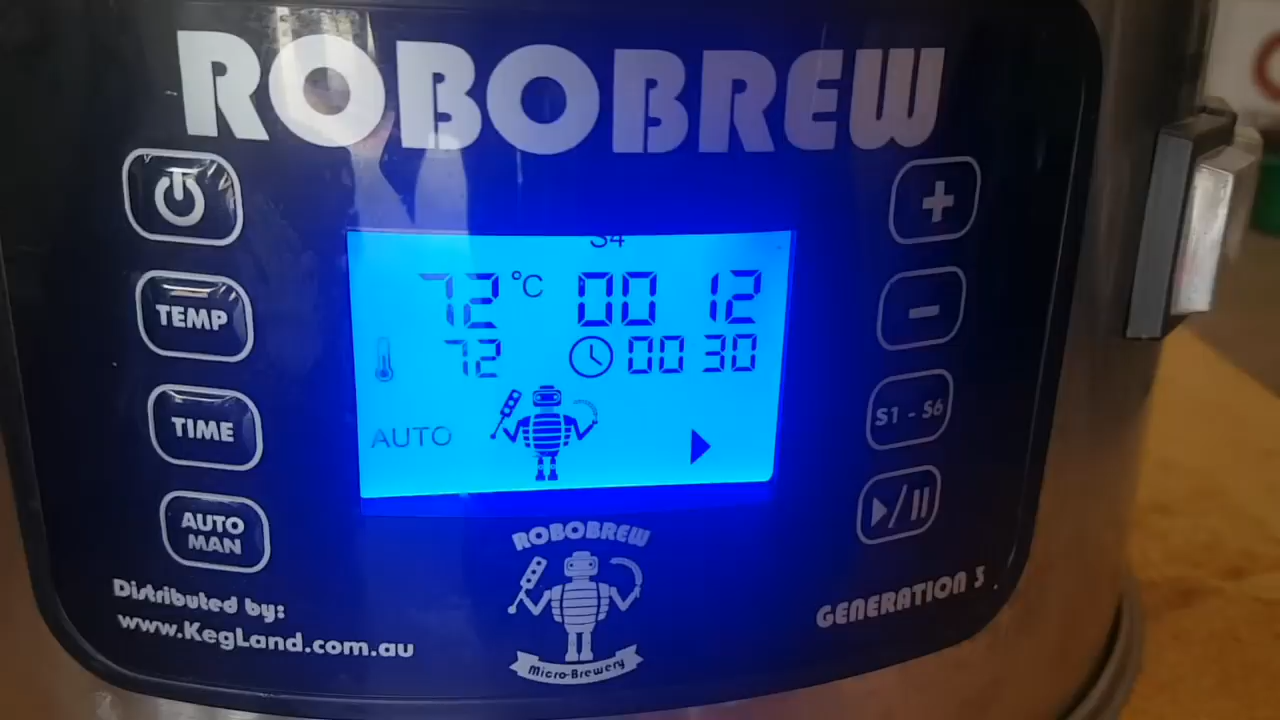 ROBOBREW
S4
72 °C 00 12
72 00 30
AUTO
TEMP
TIME
AUTO
MAN
+
-
S1 - S6
Distributed by:
www.KegLand.com.au
ROBOBREW
Micro-Brewery
GENERATION 3